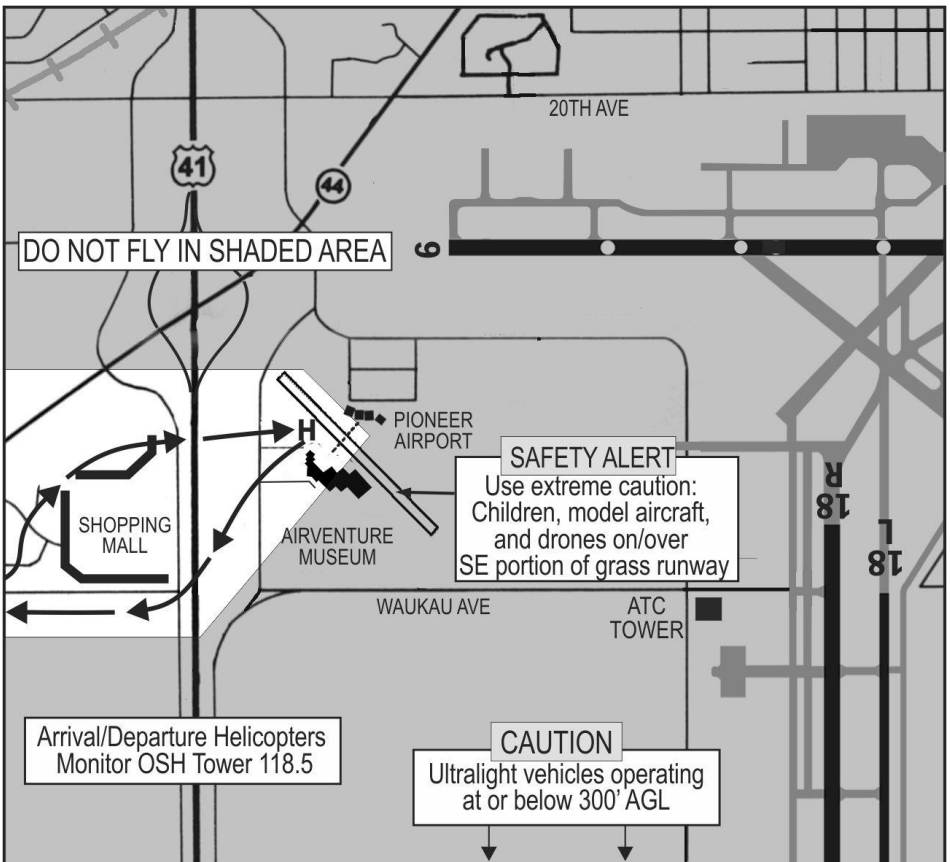 20TH AVE
41
44
DO NOT FLY IN SHADED AREA
9
H
PIONEER
AIRPORT
SAFETY ALERT
Use extreme caution:
Children, model aircraft,
and drones on/over
SE portion of grass runway
18
R
18
L
SHOPPING
MALL
AIRVENTURE
MUSEUM
WAUKAU AVE
ATC
TOWER
Arrival/Departure Helicopters
Monitor OSH Tower 118.5
CAUTION
Ultralight vehicles operating
at or below 300' AGL